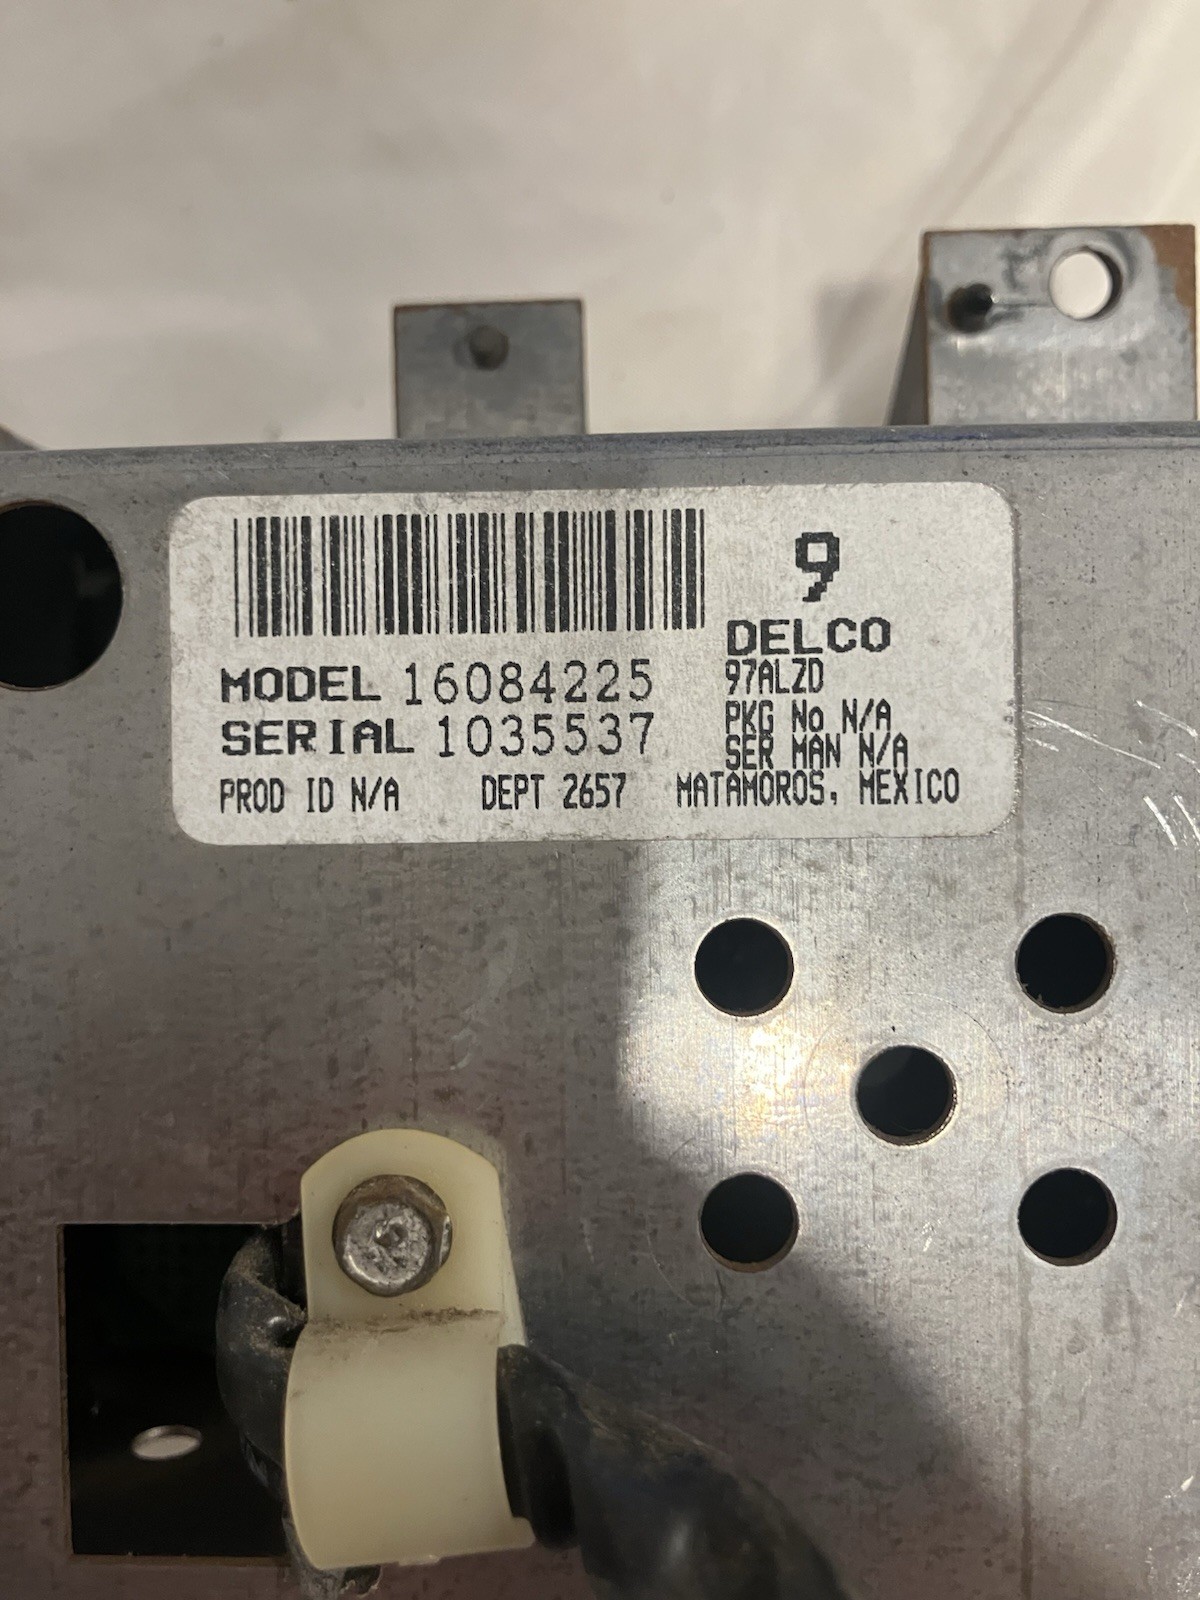 9
DELCO
MODEL 16084225
97ALZD
SERIAL 1035537
PKG No N/A
SER MAN N/A
PROD ID N/A DEPT 2657 MATAMOROS, MEXICO